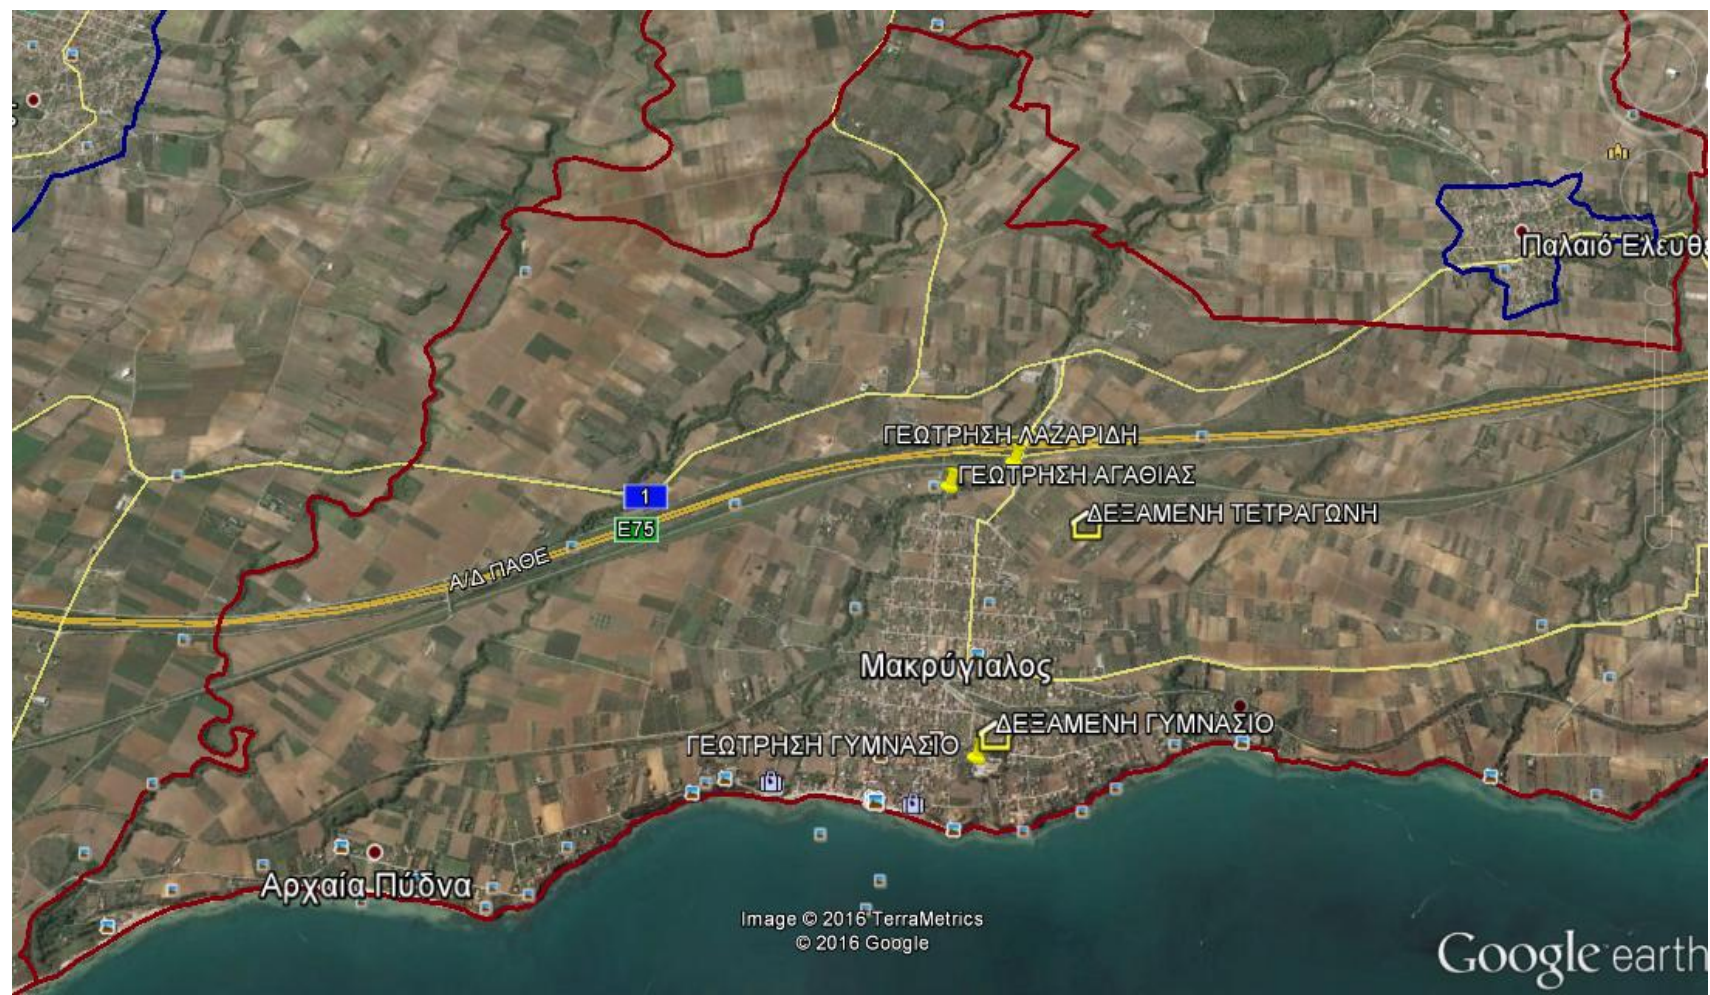 Παλαιό Ελευθε
ΓΕΩΤΡΗΣΗ ΛΑΖΑΡΙΔΗ
ΓΕΩΤΡΗΣΗ ΑΓΑΘΙΑΣ
1
E75
ΔΕΞΑΜΕΝΗ ΤΕΤΡΑΓΩΝΗ
Α/Δ ΠΑΘΕ
Μακρύγιαλος
ΔΕΞΑΜΕΝΗ ΓΥΜΝΑΣΙΟ
ΓΕΩΤΡΗΣΗ ΓΥΜΝΑΣΙΟ
Αρχαία Πύδνα
Image © 2016 TerraMetrics
© 2016 Google
Google earth